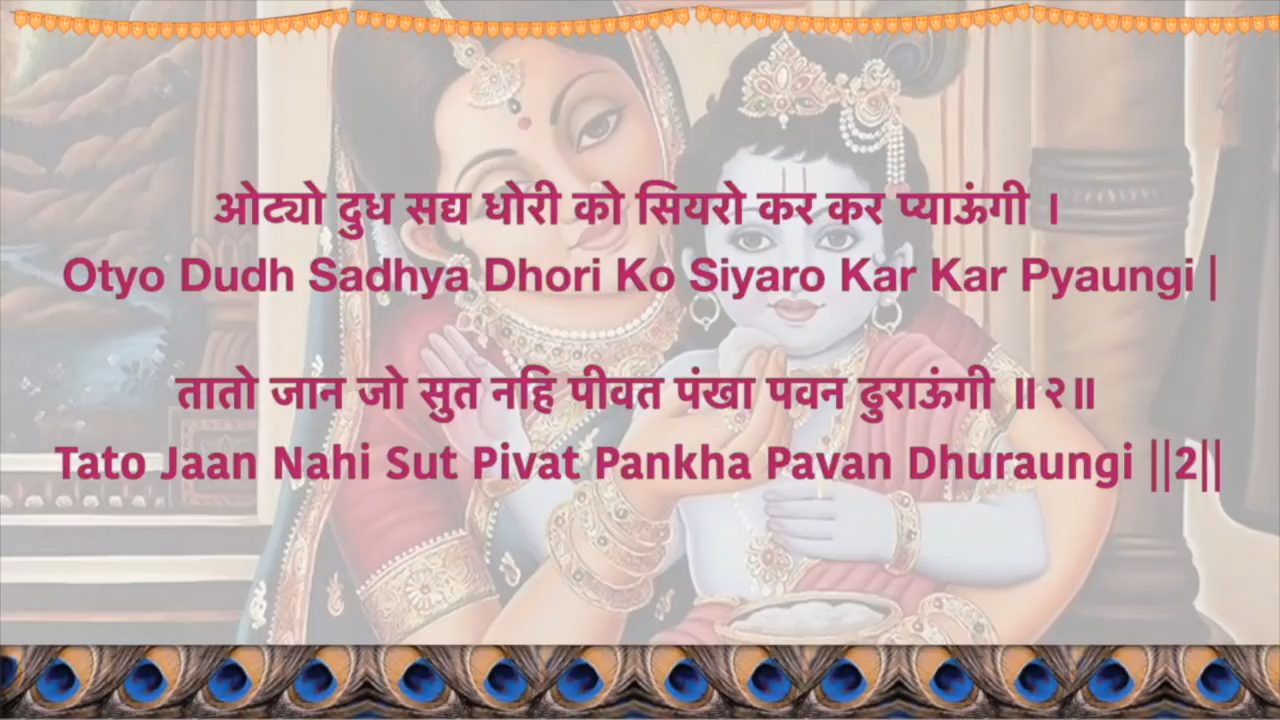 ओट्यो दुध सद्य धोरी को सियरो कर कर प्याऊंगी ।
Otyo Dudh Sadhya Dhori Ko Siyaro Kar Kar Pyaungi |
तातो जान जो सुत नहि पीवत पंखा पवन ढुराऊंगी ॥२॥
Tato Jaan Nahi Sut Pivat Pankha Pavan Dhuraungi ||2||